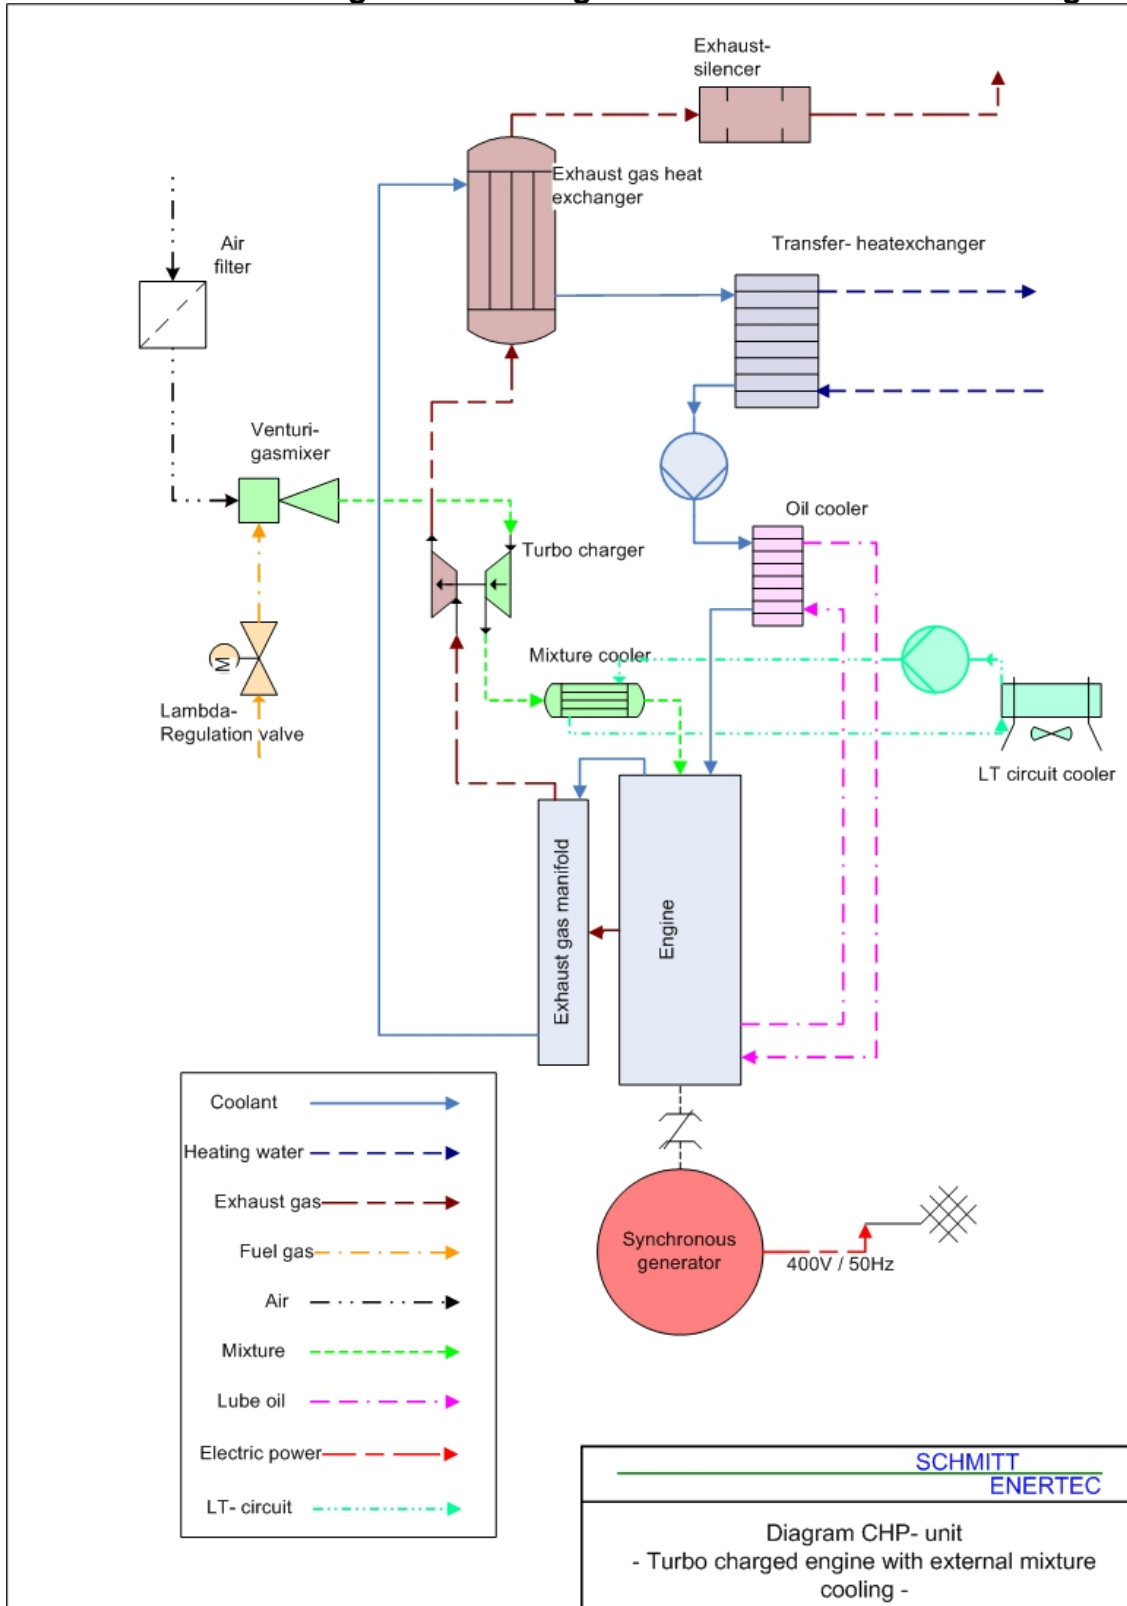 Exhaust-
silencer
Exhaust gas heat
exchanger
Air
filter
Transfer- heatexchanger
Venturi-
gasmixer
Oil cooler
Turbo charger
Mixture cooler
M
Lambda-
Regulation valve
LT circuit cooler
Exhaust gas manifold
Engine
Coolant
Heating water
Exhaust gas
Fuel gas
Air
Mixture
Lube oil
Electric power
LT- circuit
Synchronous
generator
400V / 50Hz
SCHMITT
ENERTEC
Diagram CHP- unit
- Turbo charged engine with external mixture
cooling -